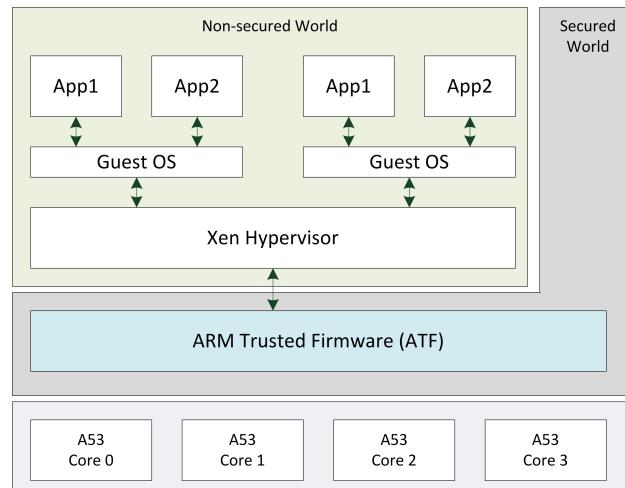 Non-secured World
Secured
World
App1
App2
App1
App2
Guest OS
Guest OS
Xen Hypervisor
ARM Trusted Firmware (ATF)
A53
Core 0
A53
Core 1
A53
Core 2
A53
Core 3